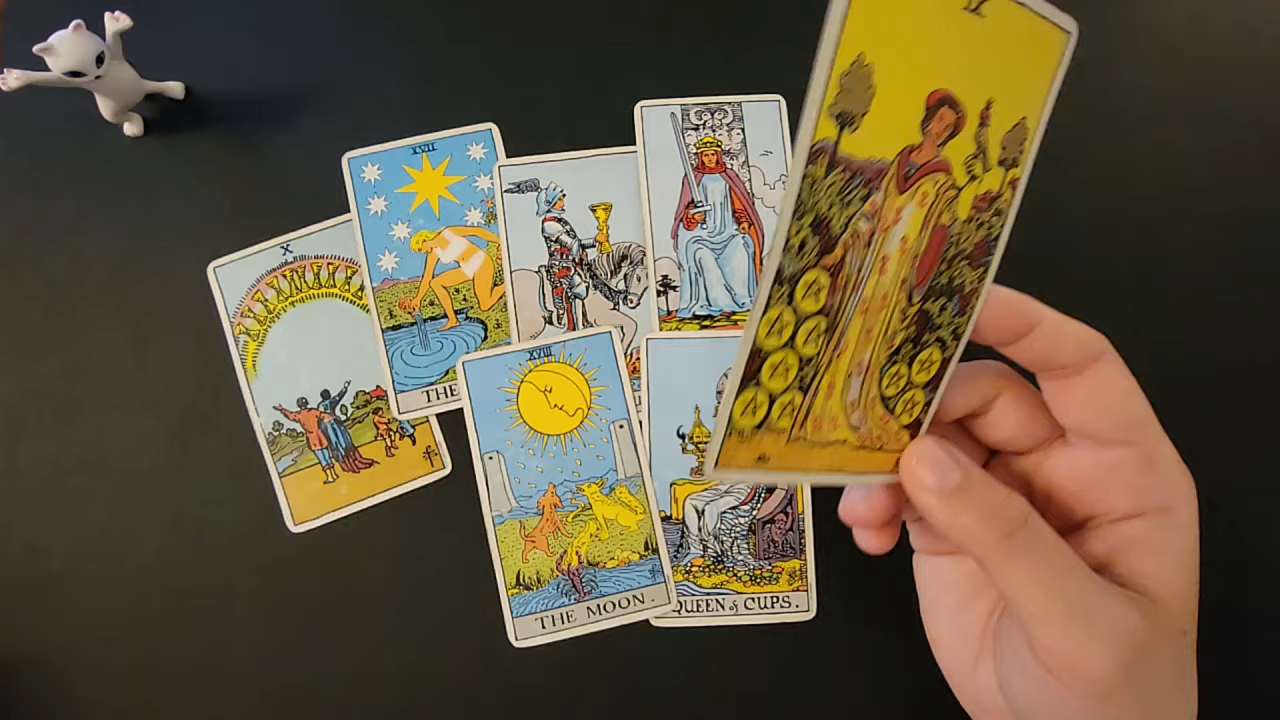 X
XVII
THE
XVIII
THE MOON.
QUEEN of CUPS.